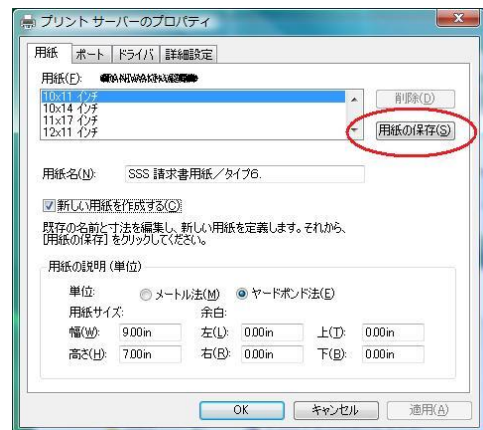 プリント サーバーのプロパティ
用紙 ポート ドライバ 詳細設定
用紙(F):
10x11 インチ
10x14 インチ
11x17 インチ
12x11 インチ
削除(D)
用紙の保存(S)
用紙名(N): SSS 請求書用紙／タイプ6.
新しい用紙を作成する(C)
既存の名前と寸法を編集し、新しい用紙を定義します。それから、
[用紙の保存] をクリックしてください。
用紙の説明 (単位)
単位: メートル法(M) ヤードポンド法(E)
用紙サイズ: 余白:
幅(W): 9.00in 左(L): 0.00in 上(T): 0.00in
高さ(H): 7.00in 右(R): 0.00in 下(B): 0.00in
OK キャンセル 適用(A)